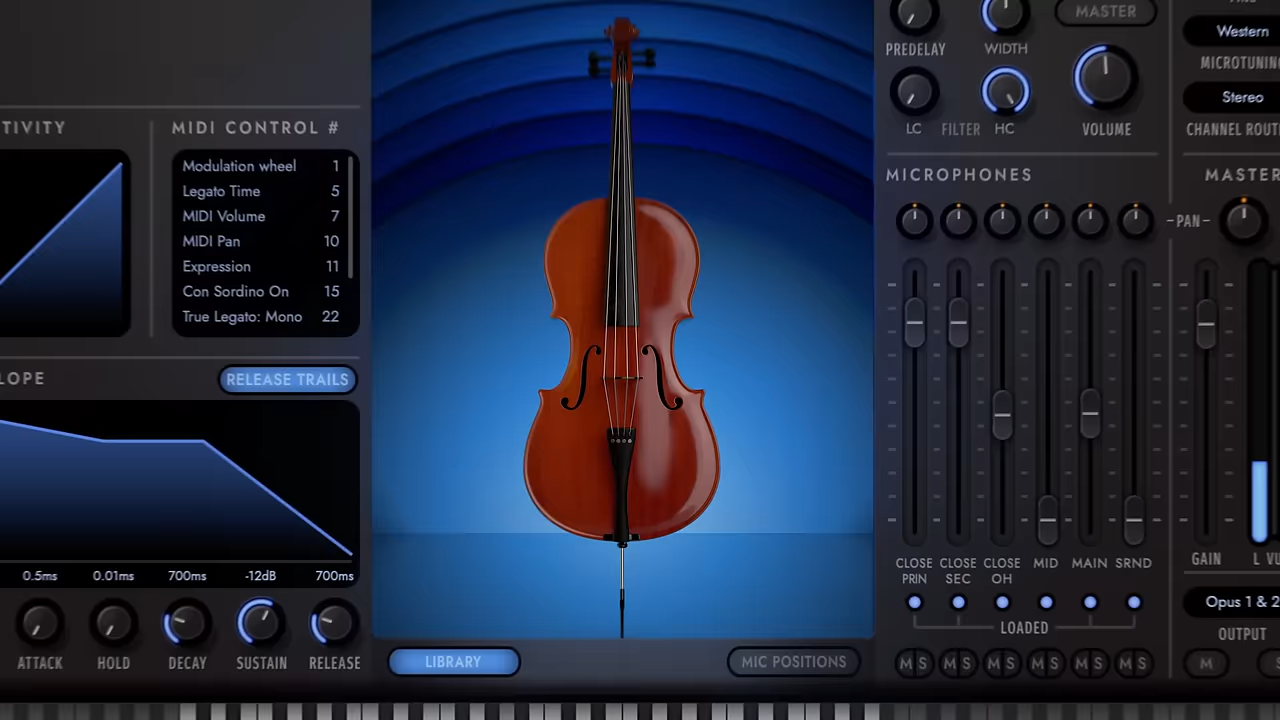 TIVITY
MIDI CONTROL #
Modulation wheel 1
Legato Time 5
MIDI Volume 7
MIDI Pan 10
Expression 11
Con Sordino On 15
True Legato: Mono 22
LOPE
RELEASE TRAILS
0.5ms 0.01ms 700ms -12dB 700ms
ATTACK HOLD DECAY SUSTAIN RELEASE
LIBRARY
MIC POSITIONS
MASTER
PREDELAY WIDTH
LC FILTER HC VOLUME
Western
MICROTUNING
Stereo
CHANNEL ROUT
MICROPHONES
MASTER
-PAN-
CLOSE PRIN
CLOSE SEC
CLOSE OH
MID
MAIN
SRND
GAIN L VU
LOADED
Opus 1 & 2
OUTPUT
M S M S M S M S M S M S M S